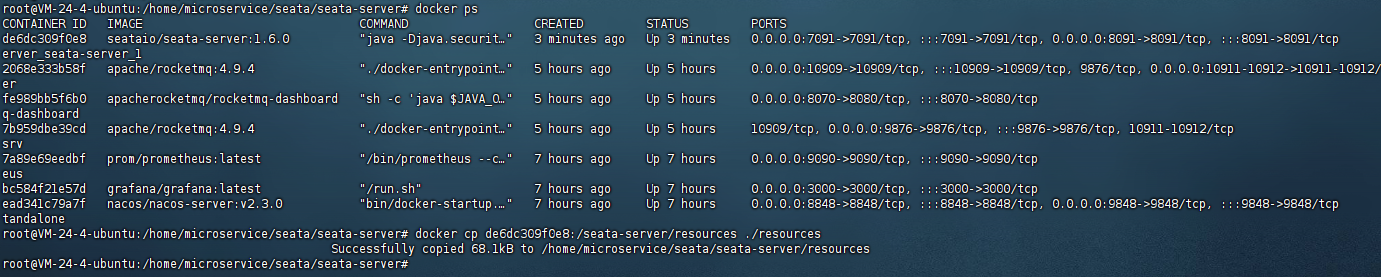 root@VM-24-4-ubuntu:/home/microservice/seata/seata-server# docker ps
CONTAINER ID   IMAGE                              COMMAND                  CREATED         STATUS         PORTS
de6dc309f0e8   seataio/seata-server:1.6.0         "java -Djava.securit…"   3 minutes ago   Up 3 minutes   0.0.0.0:7091->7091/tcp, :::7091->7091/tcp, 0.0.0.0:8091->8091/tcp, :::8091->8091/tcp
erver_seata-server_1
2068e333b58f   apache/rocketmq:4.9.4              "./docker-entrypoint…"   5 hours ago     Up 5 hours     0.0.0.0:10909->10909/tcp, :::10909->10909/tcp, 9876/tcp, 0.0.0.0:10911-10912->10911-10912/
er
fe989bb5f6b0   apacherocketmq/rocketmq-dashboard  "sh -c 'java $JAVA_O…"   5 hours ago     Up 5 hours     0.0.0.0:8070->8080/tcp, :::8070->8080/tcp
q-dashboard
7b959dbe39cd   apache/rocketmq:4.9.4              "./docker-entrypoint…"   5 hours ago     Up 5 hours     10909/tcp, 0.0.0.0:9876->9876/tcp, :::9876->9876/tcp, 10911-10912/tcp
srv
7a89e69eedbf   prom/prometheus:latest             "/bin/prometheus --c…"   7 hours ago     Up 7 hours     0.0.0.0:9090->9090/tcp, :::9090->9090/tcp
eus
bc584f21e57d   grafana/grafana:latest             "/run.sh"                7 hours ago     Up 7 hours     0.0.0.0:3000->3000/tcp, :::3000->3000/tcp
ead341c79a7f   nacos/nacos-server:v2.3.0          "bin/docker-startup.…"   7 hours ago     Up 7 hours     0.0.0.0:8848->8848/tcp, :::8848->8848/tcp, 0.0.0.0:9848->9848/tcp, :::9848->9848/tcp
tandalone
root@VM-24-4-ubuntu:/home/microservice/seata/seata-server# docker cp de6dc309f0e8:/seata-server/resources ./resources
Successfully copied 68.1kB to /home/microservice/seata/seata-server/resources
root@VM-24-4-ubuntu:/home/microservice/seata/seata-server#